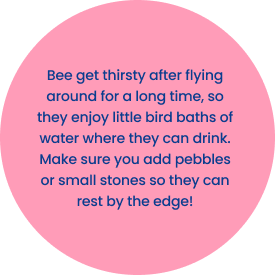 Bee get thirsty after flying
around for a long time, so
they enjoy little bird baths of
water where they can drink.
Make sure you add pebbles
or small stones so they can
rest by the edge!